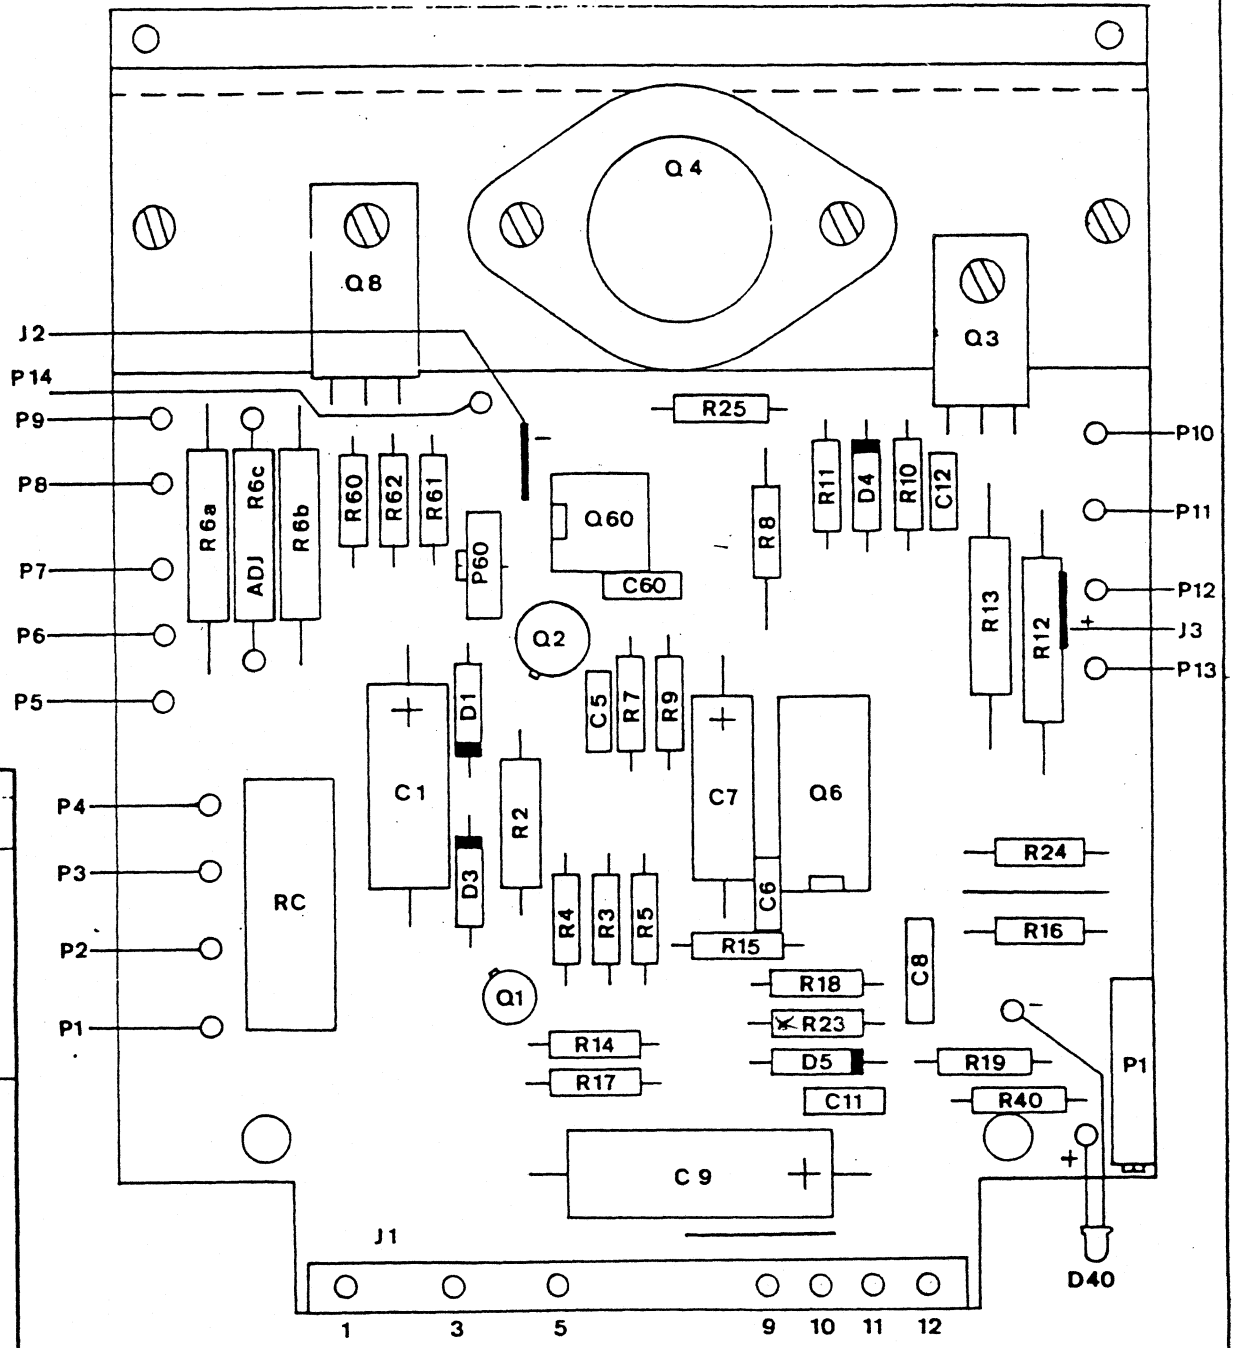 Q4
Q8
J2
Q3
P14
R25
P9
P10
P8
R6a
R6c
ADJ
R6b
R60
R62
R61
-
Q60
R8
R11
D4
R10
C12
P11
P7
P60
C60
R13
R12
P12
+
J3
P6
Q2
P13
P5
D1
C5
R7
R9
+
+
P4
C1
R2
C7
Q6
P3
RC
D3
C6
R24
R4
R3
R5
R16
P2
R15
C8
Q1
R18
-
P1
R23
R14
D5
R19
P1
R17
C11
R40
+
C9
+
J1
D40
1
3
5
9
10
11
12